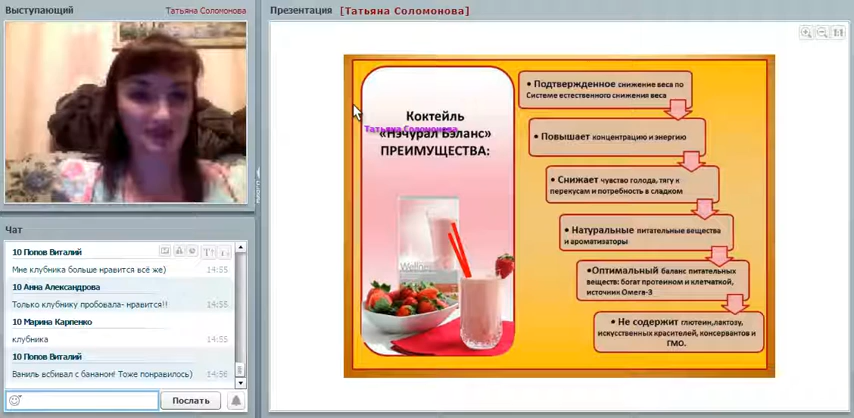 Выступающий
Татьяна Соломонова
Чат
10 Попов Виталий
Мне клубника больше нравится всё же)
14:55
10 Анна Александрова
Только клубнику пробовала- нравится!!
14:55
10 Марина Карпенко
клубника
14:55
10 Попов Виталий
Ваниль всбивал с бананом! Тоже понравилось)
14:56
Послать
Презентация [Татьяна Соломонова]
1:1
Коктейль
Татьяна Соломонова
«Нэчурал Бэланс»
ПРЕИМУЩЕСТВА:
Wellness
• Подтвержденное снижение веса по
Системе естественного снижения веса
• Повышает концентрацию и энергию
• Снижает чувство голода, тягу к
перекусам и потребность в сладком
• Натуральные питательные вещества
и ароматизаторы
•Оптимальный баланс питательных
веществ: богат протеином и клетчаткой,
источник Омега-3
• Не содержит глютеин,лактозу,
искусственных красителей, консервантов и
ГМО.